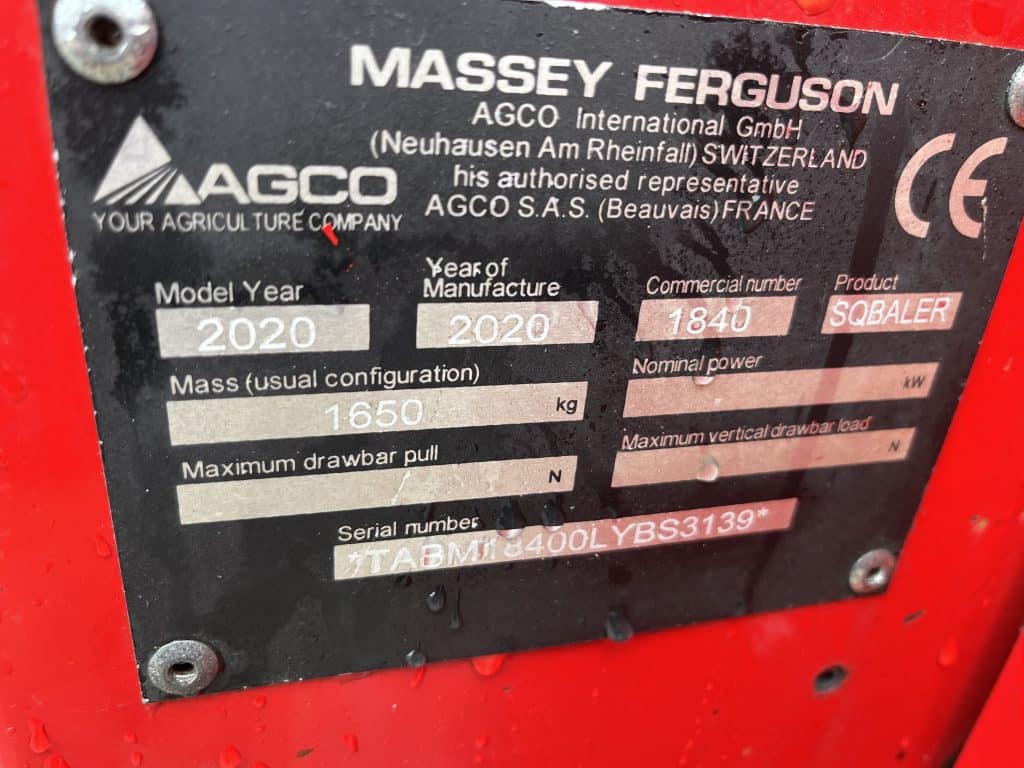 MASSEY FERGUSON
AGCO International GmbH
(Neuhausen Am Rheinfall) SWITZERLAND
his authorised representative
AGCO S.A.S. (Beauvais) FRANCE
CE
AGCO
YOUR AGRICULTURE COMPANY
Model Year
2020
Year of
Manufacture
2020
Commercial number
1840
Product
SQBALER
Mass (usual configuration)
1650 kg
Nominal power
kW
Maximum drawbar pull
N
Maximum vertical drawbar load
N
Serial number
*TABM18400LYBS3139*